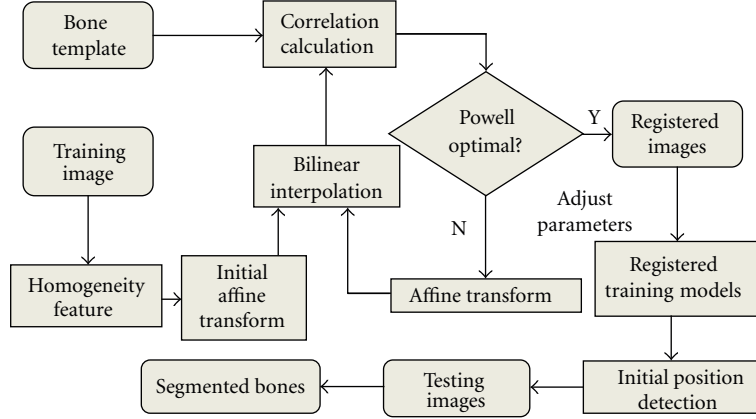 Bone
template
Correlation
calculation
Powell
optimal?
Y
Registered
images
Training
image
Bilinear
interpolation
Adjust
parameters
N
Homogeneity
feature
Initial
affine
transform
Affine transform
Registered
training models
Segmented bones
Testing
images
Initial position
detection